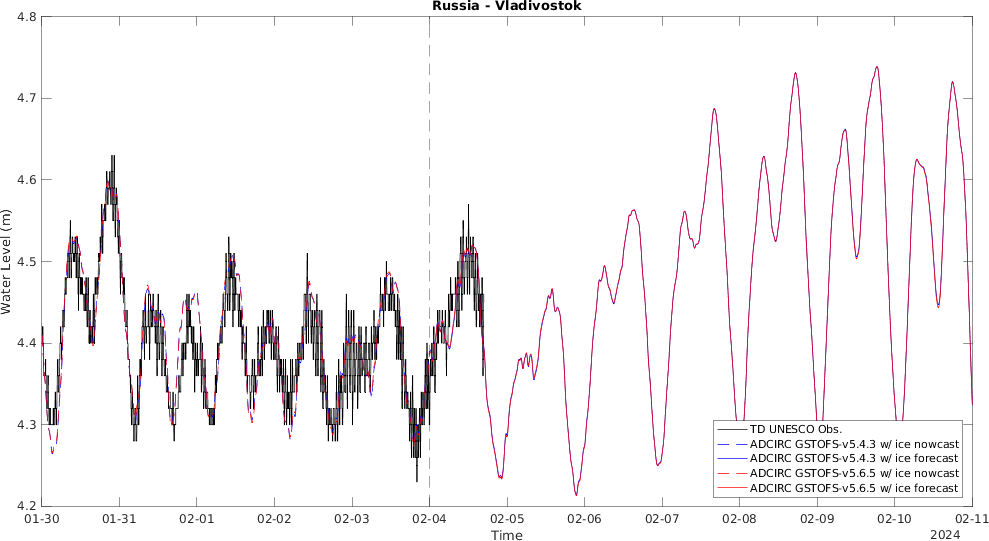 Russia - Vladivostok
4.8
4.7
4.6
4.5
4.4
4.3
4.2
Water Level (m)
01-30 01-31 02-01 02-02 02-03 02-04 02-05 02-06 02-07 02-08 02-09 02-10 02-11
Time
2024
TD UNESCO Obs.
ADCIRC GSTOFS-v5.4.3 w/ ice nowcast
ADCIRC GSTOFS-v5.4.3 w/ ice forecast
ADCIRC GSTOFS-v5.6.5 w/ ice nowcast
ADCIRC GSTOFS-v5.6.5 w/ ice forecast